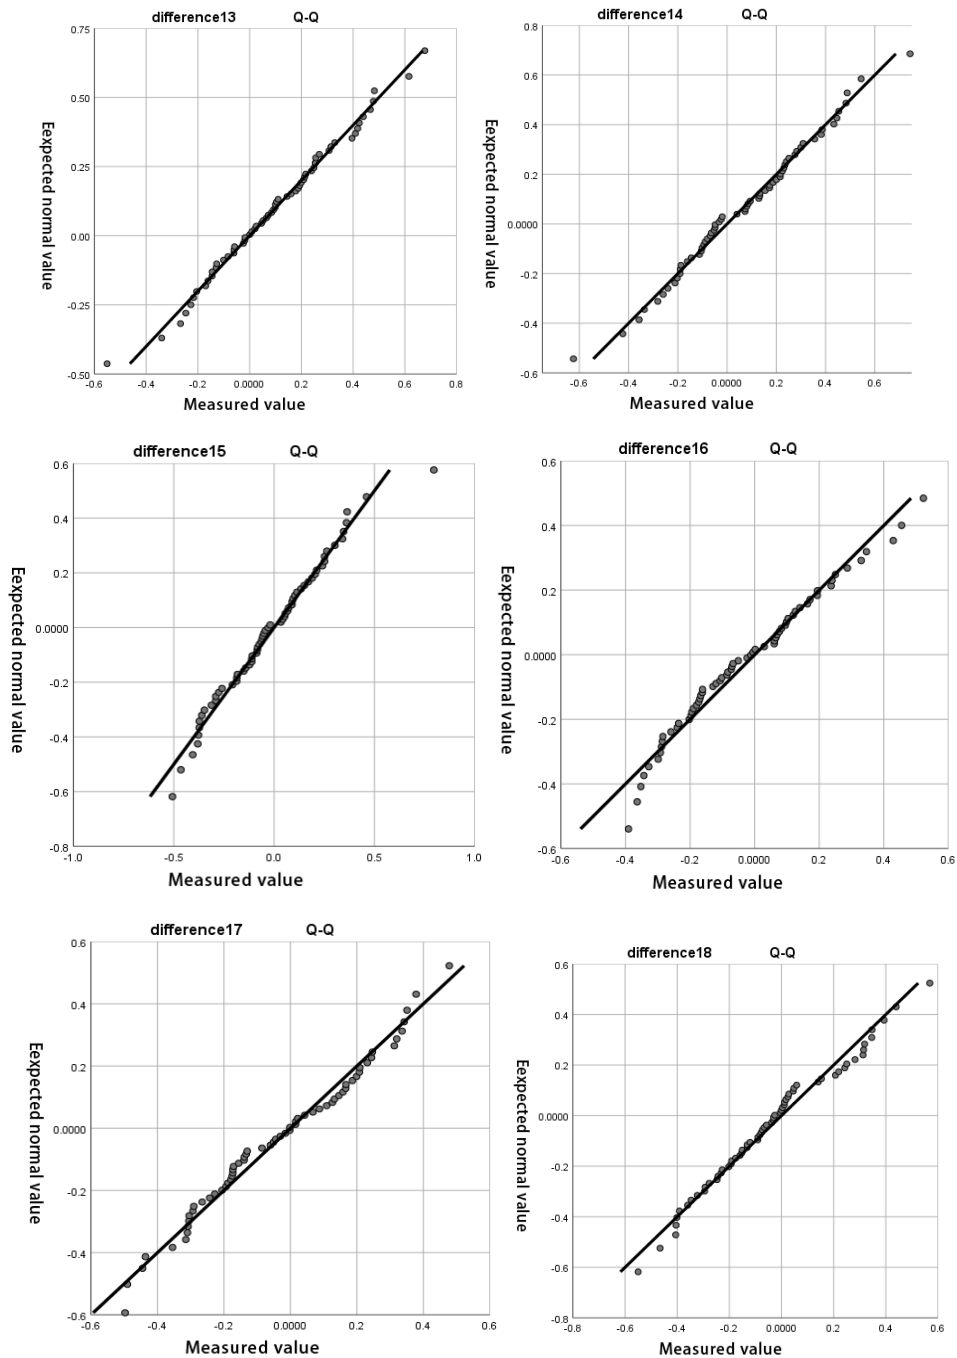 difference13 Q-Q
0.75
0.50
0.25
0.00
-0.25
-0.50
-0.6 -0.4 -0.2 0.0000 0.2 0.4 0.6 0.8
Eexpected normal value
Measured value
difference14 Q-Q
0.8
0.6
0.4
0.2
0.0000
-0.2
-0.4
-0.6
-0.6 -0.4 -0.2 0.0000 0.2 0.4 0.6
Eexpected normal value
Measured value
difference15 Q-Q
0.6
0.4
0.2
0.0000
-0.2
-0.4
-0.6
-0.8
-1.0 -0.5 0.0 0.5 1.0
Eexpected normal value
Measured value
difference16 Q-Q
0.6
0.4
0.2
0.0000
-0.2
-0.4
-0.6
-0.6 -0.4 -0.2 0.0000 0.2 0.4 0.6
Eexpected normal value
Measured value
difference17 Q-Q
0.6
0.4
0.2
0.0000
-0.2
-0.4
-0.6
-0.6 -0.4 -0.2 0.0000 0.2 0.4 0.6
Eexpected normal value
Measured value
difference18 Q-Q
0.6
0.4
0.2
0.0000
-0.2
-0.4
-0.6
-0.8
-0.8 -0.6 -0.4 -0.2 0.0000 0.2 0.4 0.6
Eexpected normal value
Measured value